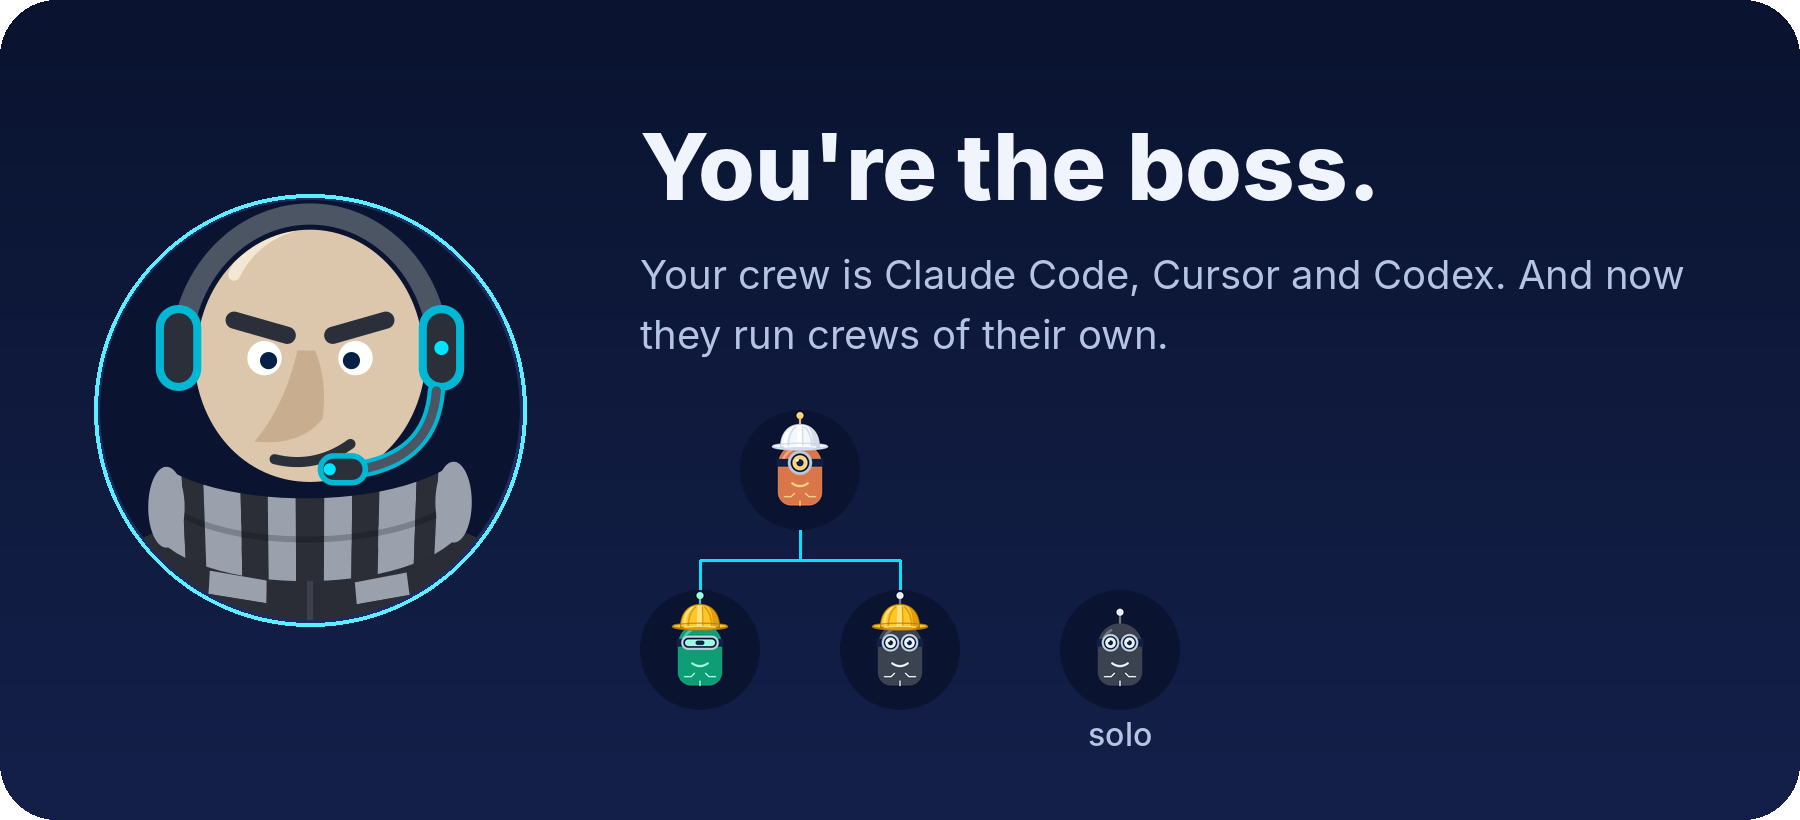 You're the boss.
Your crew is Claude Code, Cursor and Codex. And now
they run crews of their own.
solo